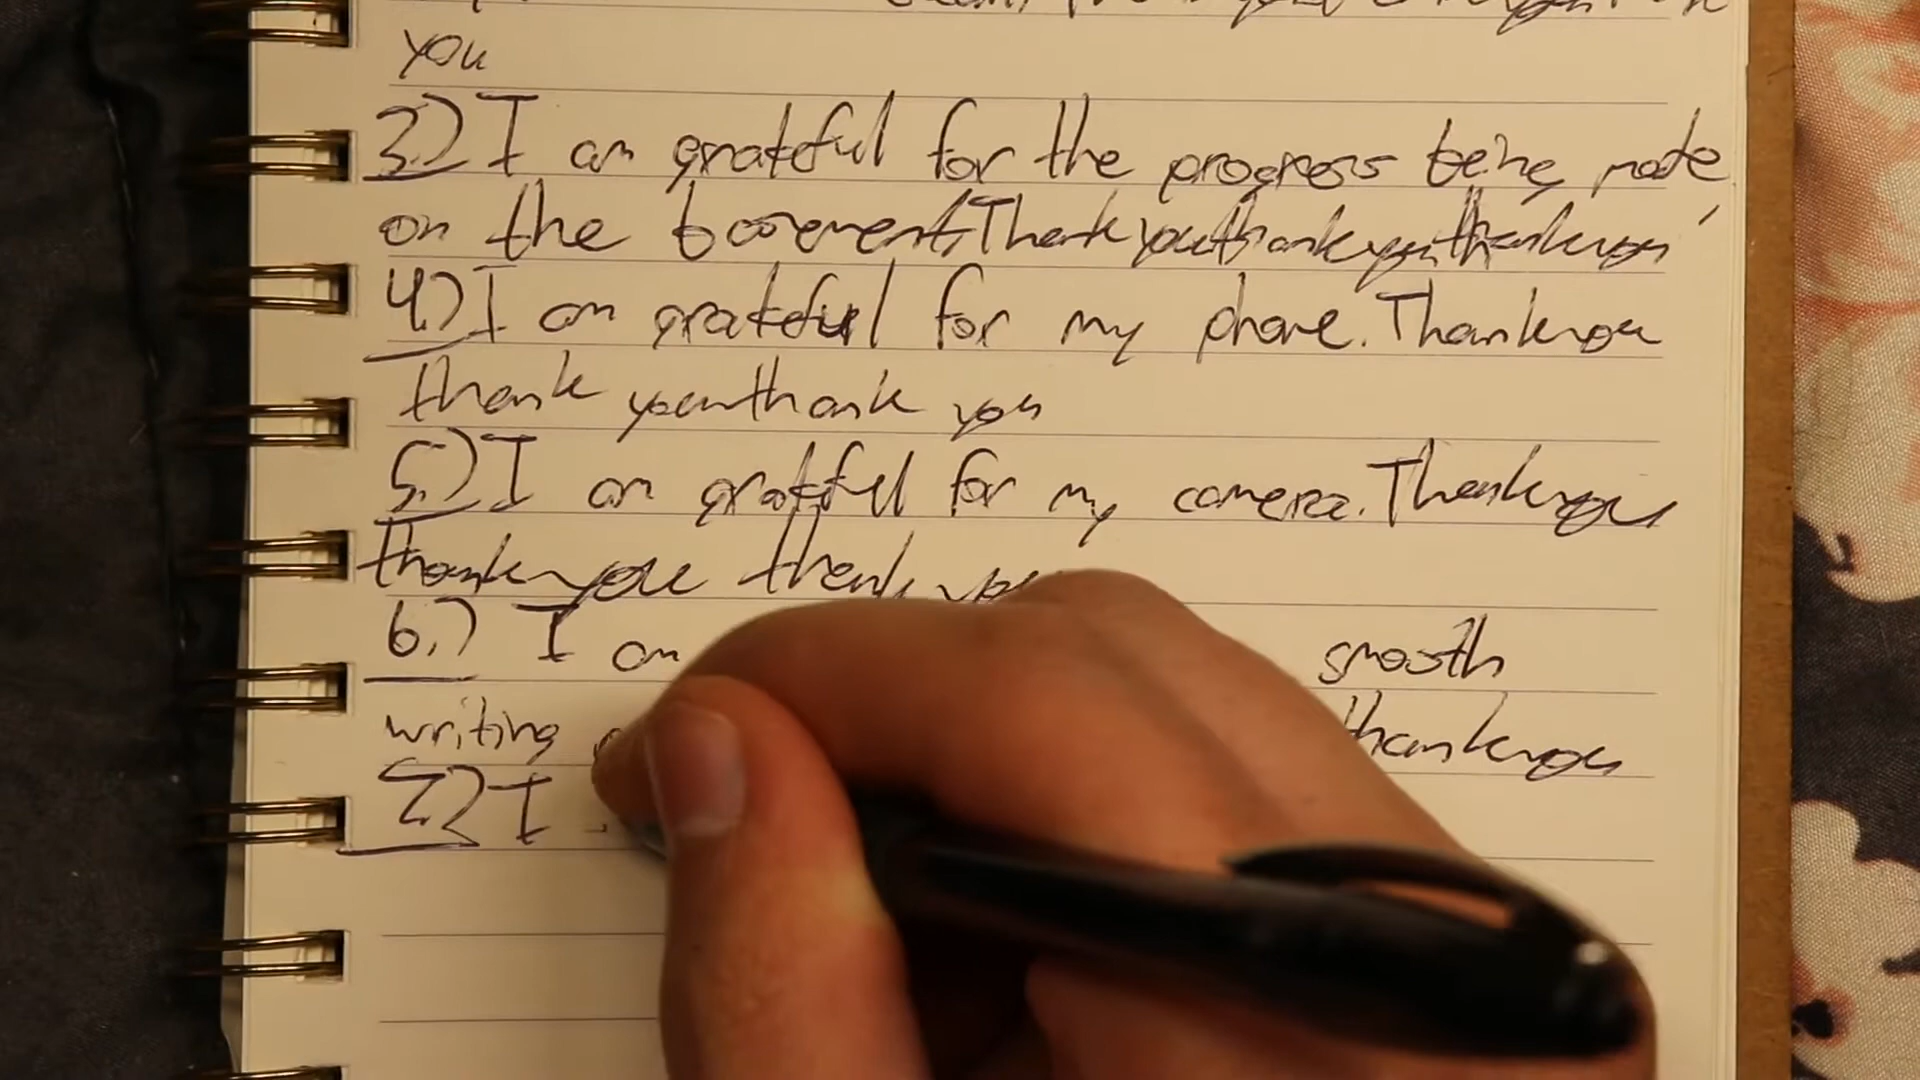 you
3.) I am grateful for the progress being made
on the basement. Thank you, thank you, thank you
4.) I am grateful for my phone. Thank you
thank you thank you
5.) I am grateful for my camera. Thank you
thank you thank you
6.) I am smooth
writing thank you
7.) I